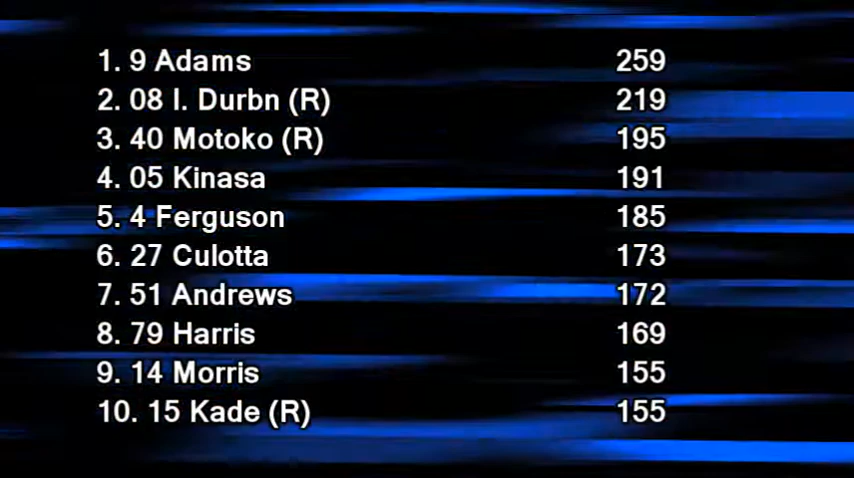 1. 9 Adams 259
2. 08 I. Durbn (R) 219
3. 40 Motoko (R) 195
4. 05 Kinasa 191
5. 4 Ferguson 185
6. 27 Culotta 173
7. 51 Andrews 172
8. 79 Harris 169
9. 14 Morris 155
10. 15 Kade (R) 155